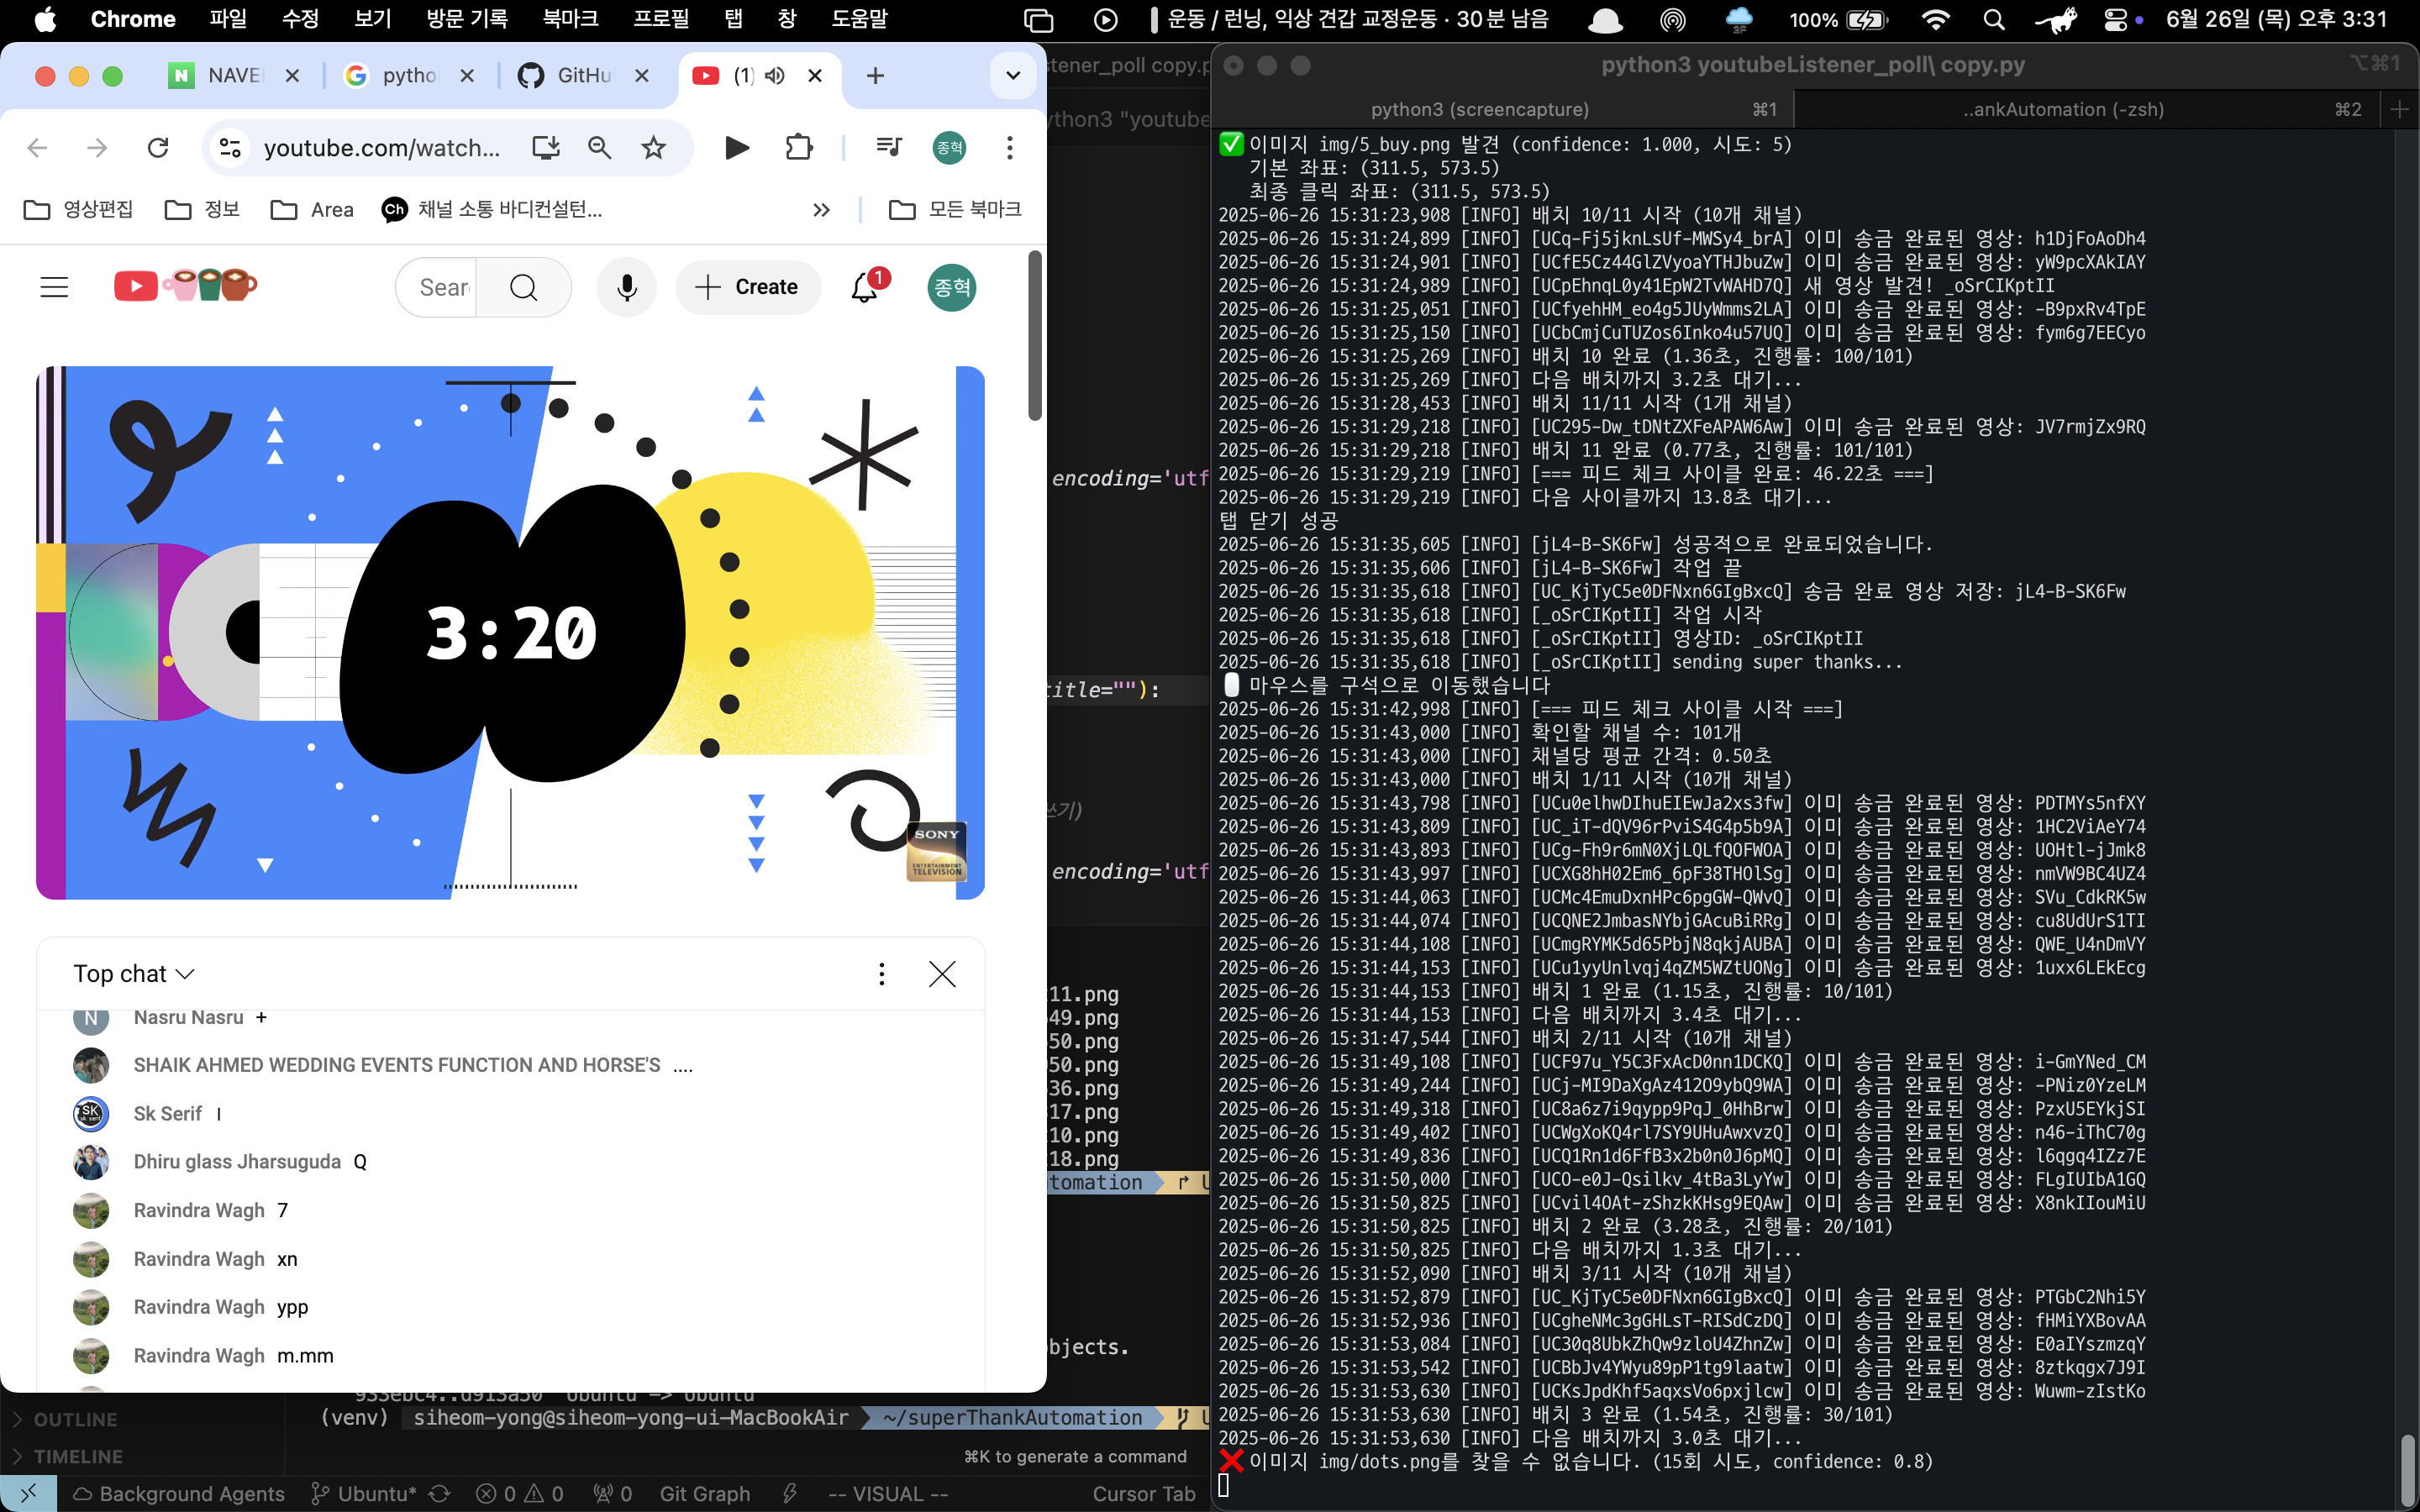 Chrome 파일 수정 보기 방문 기록 북마크 프로필 탭 창 도움말 운동 / 런닝, 익상 견갑 교정운동 · 30분 남음 100% 6월 26일 (목) 오후 3:31
NAVE pytho GitHu (1)
youtube.com/watch... 종혁
영상편집 정보 Area Ch 채널 소통 바디컨설턴... 모든 북마크
Sear Create 1 종혁
3:20
SONY
ENTERTAINMENT
TELEVISION
Top chat
N Nasru Nasru +
SHAIK AHMED WEDDING EVENTS FUNCTION AND HORSE'S ....
Sk Serif l
Dhiru glass Jharsuguda Q
Ravindra Wagh 7
Ravindra Wagh xn
Ravindra Wagh ypp
Ravindra Wagh m.mm
stener_poll copy.p
ython3 "youtube
encoding='utf
title=""):
쓰기)
encoding='utf
11.png
49.png
50.png
50.png
36.png
17.png
10.png
18.png
tomation
bjects.
(venv) siheom-yong@siheom-yong-ui-MacBookAir ~/superThankAutomation
OUTLINE
TIMELINE
⌘K to generate a command
Background Agents Ubuntu* 0 0 0 Git Graph -- VISUAL -- Cursor Tab
python3 youtubeListener_poll\ copy.py ⌥⌘1
python3 (screencapture) ⌘1 ..ankAutomation (-zsh) ⌘2
✅ 이미지 img/5_buy.png 발견 (confidence: 1.000, 시도: 5)
기본 좌표: (311.5, 573.5)
최종 클릭 좌표: (311.5, 573.5)
2025-06-26 15:31:23,908 [INFO] 배치 10/11 시작 (10개 채널)
2025-06-26 15:31:24,899 [INFO] [UCq-Fj5jknLsUf-MWSy4_brA] 이미 송금 완료된 영상: h1DjFoAoDh4
2025-06-26 15:31:24,901 [INFO] [UCfE5Cz44GlZVyoaYTHJbuZw] 이미 송금 완료된 영상: yW9pcXAkIAY
2025-06-26 15:31:24,989 [INFO] [UCpEhnqL0y41EpW2TvWAHD7Q] 새 영상 발견! _oSrCIKptII
2025-06-26 15:31:25,051 [INFO] [UCfyehHM_eo4g5JUyWmms2LA] 이미 송금 완료된 영상: -B9pxRv4TpE
2025-06-26 15:31:25,150 [INFO] [UCbCmjCuTUZos6Inko4u57UQ] 이미 송금 완료된 영상: fym6g7EECyo
2025-06-26 15:31:25,269 [INFO] 배치 10 완료 (1.36초, 진행률: 100/101)
2025-06-26 15:31:25,269 [INFO] 다음 배치까지 3.2초 대기...
2025-06-26 15:31:28,453 [INFO] 배치 11/11 시작 (1개 채널)
2025-06-26 15:31:29,218 [INFO] [UC295-Dw_tDNtZXFeAPAW6Aw] 이미 송금 완료된 영상: JV7rmjZx9RQ
2025-06-26 15:31:29,218 [INFO] 배치 11 완료 (0.77초, 진행률: 101/101)
2025-06-26 15:31:29,219 [INFO] [=== 피드 체크 사이클 완료: 46.22초 ===]
2025-06-26 15:31:29,219 [INFO] 다음 사이클까지 13.8초 대기...
탭 닫기 성공
2025-06-26 15:31:35,605 [INFO] [jL4-B-SK6Fw] 성공적으로 완료되었습니다.
2025-06-26 15:31:35,606 [INFO] [jL4-B-SK6Fw] 작업 끝
2025-06-26 15:31:35,618 [INFO] [UC_KjTyC5e0DFNxn6GIgBxcQ] 송금 완료 영상 저장: jL4-B-SK6Fw
2025-06-26 15:31:35,618 [INFO] [_oSrCIKptII] 작업 시작
2025-06-26 15:31:35,618 [INFO] [_oSrCIKptII] 영상ID: _oSrCIKptII
2025-06-26 15:31:35,618 [INFO] [_oSrCIKptII] sending super thanks...
마우스를 구석으로 이동했습니다
2025-06-26 15:31:42,998 [INFO] [=== 피드 체크 사이클 시작 ===]
2025-06-26 15:31:43,000 [INFO] 확인할 채널 수: 101개
2025-06-26 15:31:43,000 [INFO] 채널당 평균 간격: 0.50초
2025-06-26 15:31:43,000 [INFO] 배치 1/11 시작 (10개 채널)
2025-06-26 15:31:43,798 [INFO] [UCu0elhwDIhuEIEwJa2xs3fw] 이미 송금 완료된 영상: PDTMYs5nfXY
2025-06-26 15:31:43,809 [INFO] [UC_iT-dQV96rPviS4G4p5b9A] 이미 송금 완료된 영상: 1HC2ViAeY74
2025-06-26 15:31:43,893 [INFO] [UCg-Fh9r6mN0XjLQLfQOFWOA] 이미 송금 완료된 영상: UOHtl-jJmk8
2025-06-26 15:31:43,997 [INFO] [UCXG8hH02Em6_6pF38THOlSg] 이미 송금 완료된 영상: nmVW9BC4UZ4
2025-06-26 15:31:44,063 [INFO] [UCMc4EmuDxnHPc6pgGW-QWvQ] 이미 송금 완료된 영상: SVu_CdkRK5w
2025-06-26 15:31:44,074 [INFO] [UCQNE2JmbasNYbjGAcuBiRRg] 이미 송금 완료된 영상: cu8UdUrS1TI
2025-06-26 15:31:44,108 [INFO] [UCmgRYMK5d65PbjN8qkjAUBA] 이미 송금 완료된 영상: QWE_U4nDmVY
2025-06-26 15:31:44,153 [INFO] [UCu1yyUnlvqj4qZM5WZtUONg] 이미 송금 완료된 영상: 1uxx6LEkEcg
2025-06-26 15:31:44,153 [INFO] 배치 1 완료 (1.15초, 진행률: 10/101)
2025-06-26 15:31:44,153 [INFO] 다음 배치까지 3.4초 대기...
2025-06-26 15:31:47,544 [INFO] 배치 2/11 시작 (10개 채널)
2025-06-26 15:31:49,108 [INFO] [UCF97u_Y5C3FxAcD0nn1DCKQ] 이미 송금 완료된 영상: i-GmYNed_CM
2025-06-26 15:31:49,244 [INFO] [UCj-MI9DaXgAz412O9ybQ9WA] 이미 송금 완료된 영상: -PNiz0YzeLM
2025-06-26 15:31:49,318 [INFO] [UC8a6z7i9qypp9PqJ_0HhBrw] 이미 송금 완료된 영상: PzxU5EYkjSI
2025-06-26 15:31:49,402 [INFO] [UCWgXoKQ4rl7SY9UHuAwxvzQ] 이미 송금 완료된 영상: n46-iThC70g
2025-06-26 15:31:49,836 [INFO] [UCQ1Rn1d6FfB3x2b0n0J6pMQ] 이미 송금 완료된 영상: l6qgq4IZz7E
2025-06-26 15:31:50,000 [INFO] [UCO-e0J-Qsilkv_4tBa3LyYw] 이미 송금 완료된 영상: FLgIUIbA1GQ
2025-06-26 15:31:50,825 [INFO] [UCvil4OAt-zShzkKHsg9EQAw] 이미 송금 완료된 영상: X8nkIIouMiU
2025-06-26 15:31:50,825 [INFO] 배치 2 완료 (3.28초, 진행률: 20/101)
2025-06-26 15:31:50,825 [INFO] 다음 배치까지 1.3초 대기...
2025-06-26 15:31:52,090 [INFO] 배치 3/11 시작 (10개 채널)
2025-06-26 15:31:52,879 [INFO] [UC_KjTyC5e0DFNxn6GIgBxcQ] 이미 송금 완료된 영상: PTGbC2Nhi5Y
2025-06-26 15:31:52,936 [INFO] [UCgheNMc3gGHLsT-RISdCzDQ] 이미 송금 완료된 영상: fHMiYXBovAA
2025-06-26 15:31:53,084 [INFO] [UC30q8UbkZhQw9zloU4ZhnZw] 이미 송금 완료된 영상: E0aIYszmzqY
2025-06-26 15:31:53,542 [INFO] [UCBbJv4YWyu89pP1tg9laatw] 이미 송금 완료된 영상: 8ztkqgx7J9I
2025-06-26 15:31:53,630 [INFO] [UCKsJpdKhf5aqxsVo6pxjlcw] 이미 송금 완료된 영상: Wuwm-zIstKo
2025-06-26 15:31:53,630 [INFO] 배치 3 완료 (1.54초, 진행률: 30/101)
2025-06-26 15:31:53,630 [INFO] 다음 배치까지 3.0초 대기...
❌ 이미지 img/dots.png를 찾을 수 없습니다. (15회 시도, confidence: 0.8)